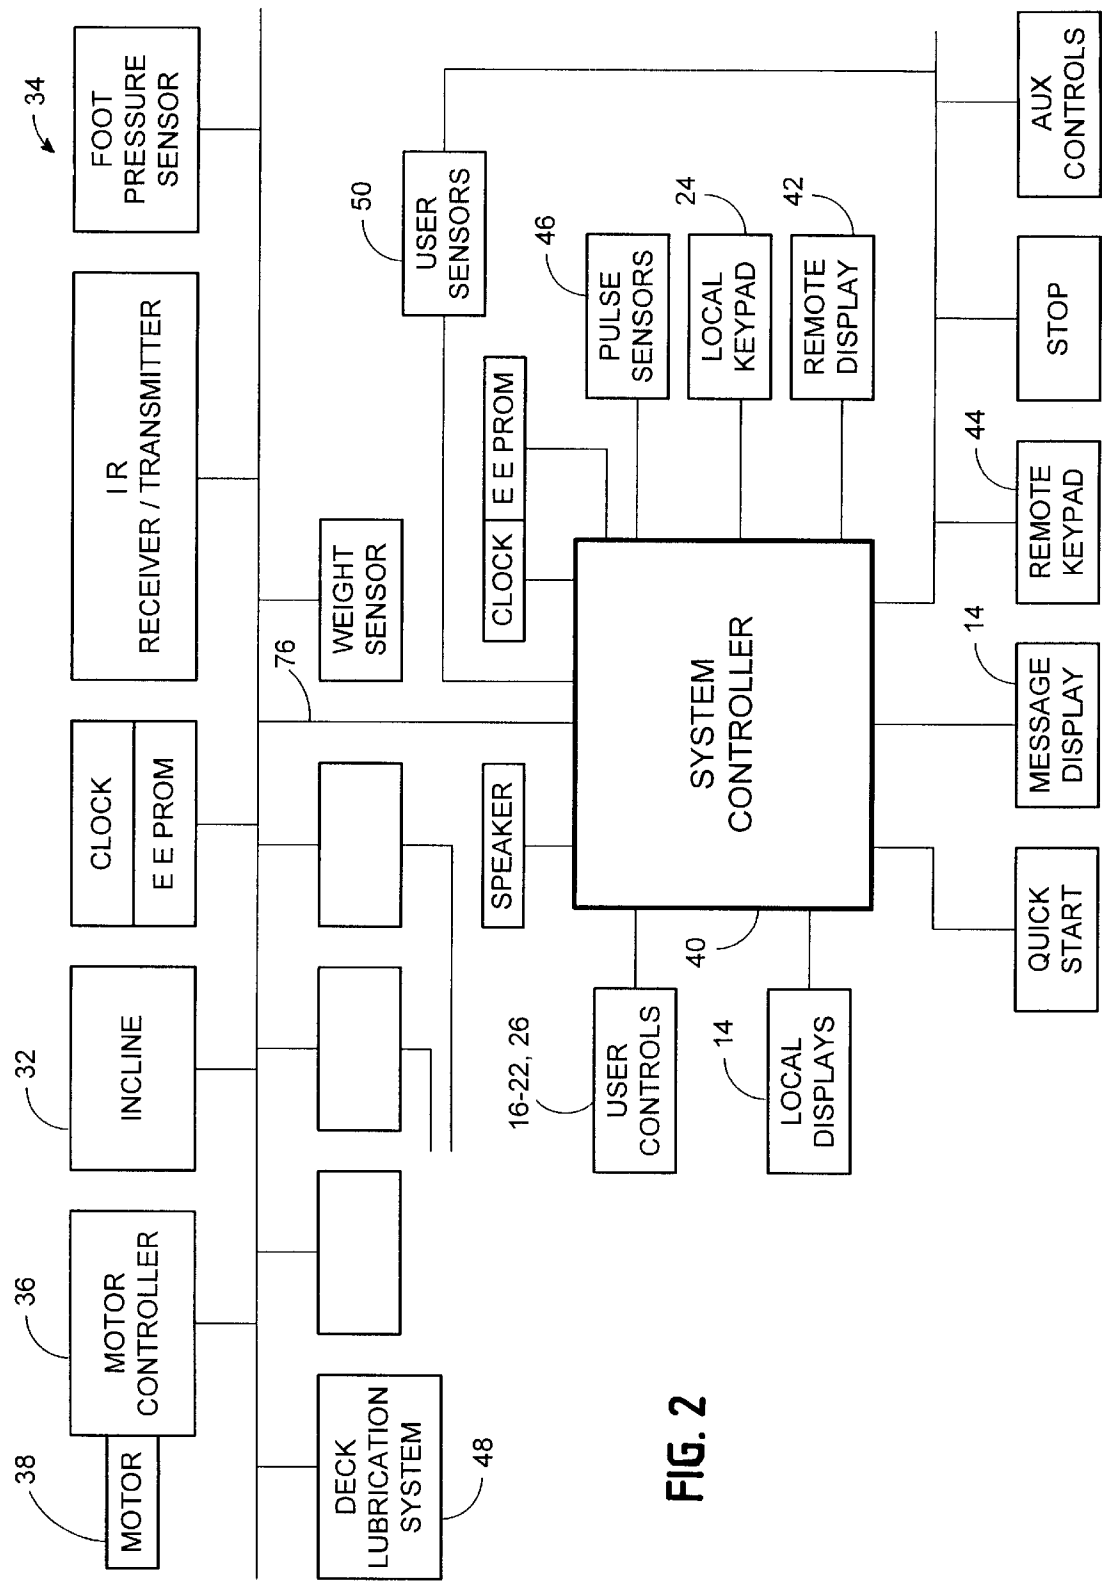 38
36
32
34
MOTOR
MOTOR
CONTROLLER
INCLINE
CLOCK
E E PROM
I R
RECEIVER / TRANSMITTER
FOOT
PRESSURE
SENSOR
DECK
LUBRICATION
SYSTEM
48
76
WEIGHT
SENSOR
50
USER
SENSORS
SPEAKER
CLOCK
E E PROM
16-22, 26
USER
CONTROLS
40
14
LOCAL
DISPLAYS
SYSTEM
CONTROLLER
46
PULSE
SENSORS
24
LOCAL
KEYPAD
42
REMOTE
DISPLAY
QUICK
START
14
MESSAGE
DISPLAY
44
REMOTE
KEYPAD
STOP
AUX
CONTROLS
FIG. 2